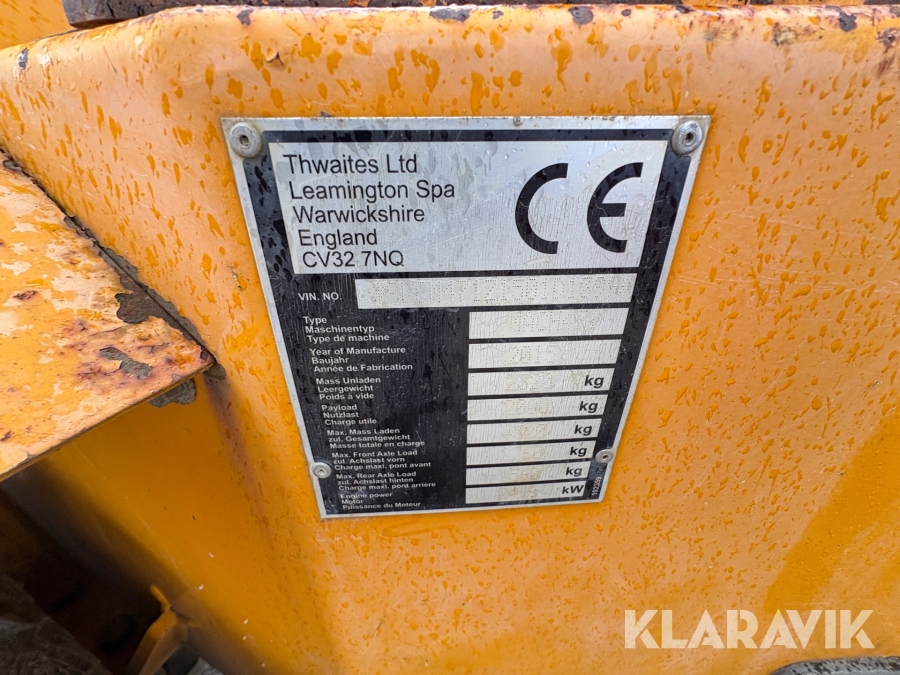 Thwaites Ltd
Leamington Spa
Warwickshire
England
CV32 7NQ
CE
VIN. NO.
Type
Maschinentyp
Type de machine
Year of Manufacture
Baujahr
Année de Fabrication
Mass Unladen
Leergewicht
Poids à vide
kg
Payload
Nutzlast
Charge utile
kg
Max. Mass Laden
zul. Gesamtgewicht
Masse totale en charge
kg
Max. Front Axle Load
zul. Achslast vorn
Charge maxi. pont avant
kg
Max. Rear Axle Load
zul. Achslast hinten
Charge maxi. pont arrière
kg
Engine power
Motor
Puissance du Moteur
kW
KLARAVIK